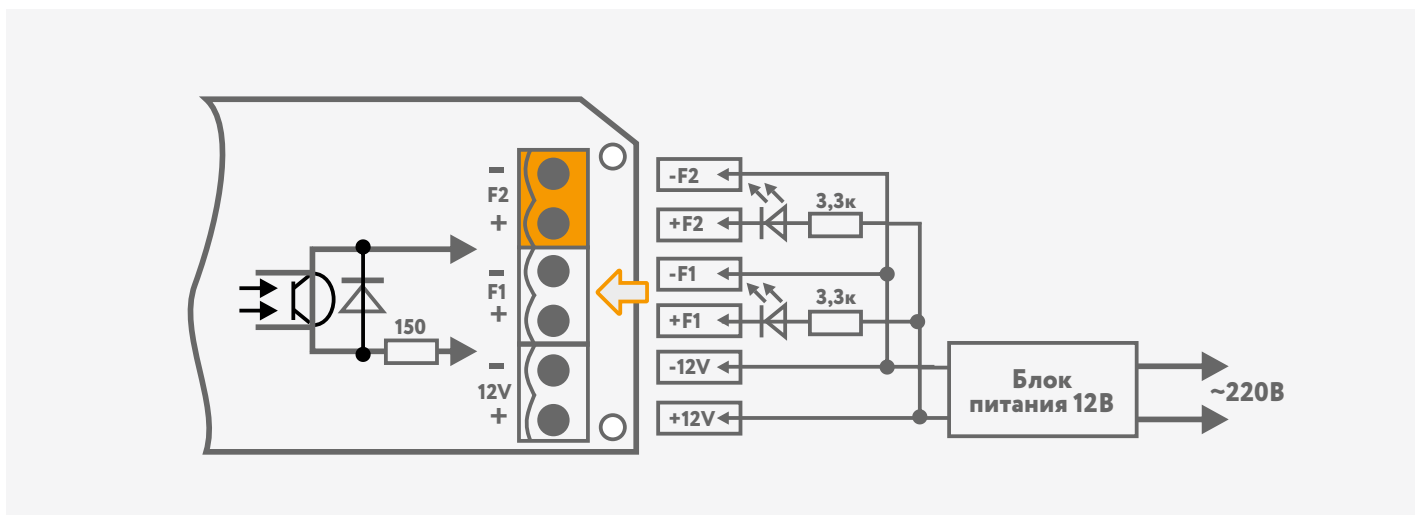 -
F2
+
-
F1
+
-
12V
+
150
-F2
+F2
3,3к
-F1
+F1
3,3к
-12V
+12V
Блок
питания 12В
~220В